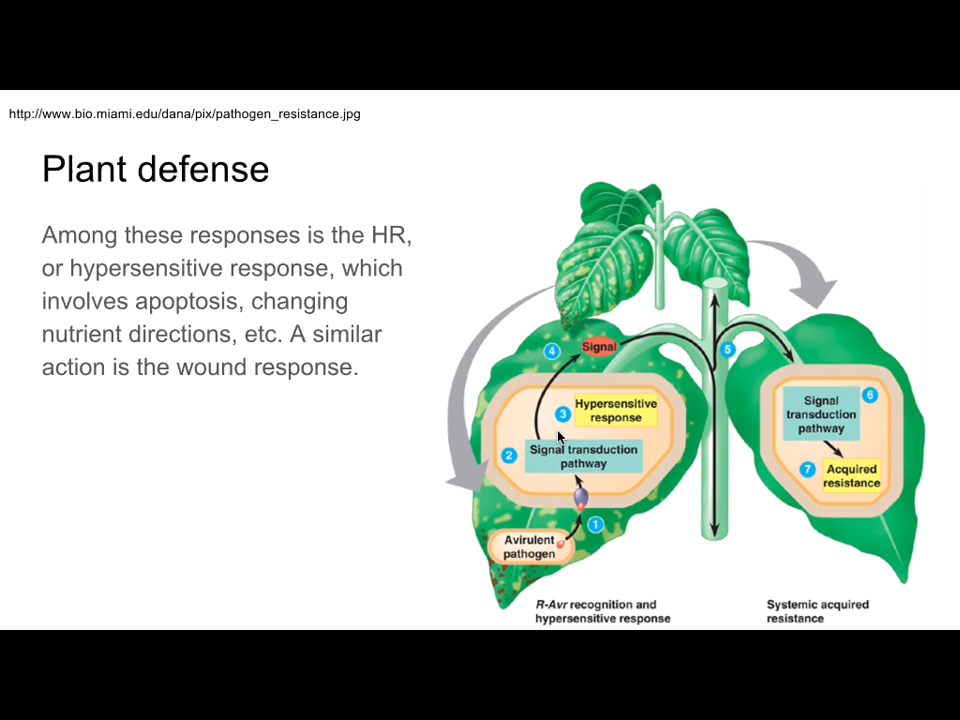 http://www.bio.miami.edu/dana/pix/pathogen_resistance.jpg
Plant defense
Among these responses is the HR,
or hypersensitive response, which
involves apoptosis, changing
nutrient directions, etc. A similar
action is the wound response.
4
Signal
5
3
Hypersensitive
response
2
Signal transduction
pathway
1
Avirulent
pathogen
R-Avr recognition and
hypersensitive response
6
Signal
transduction
pathway
7
Acquired
resistance
Systemic acquired
resistance